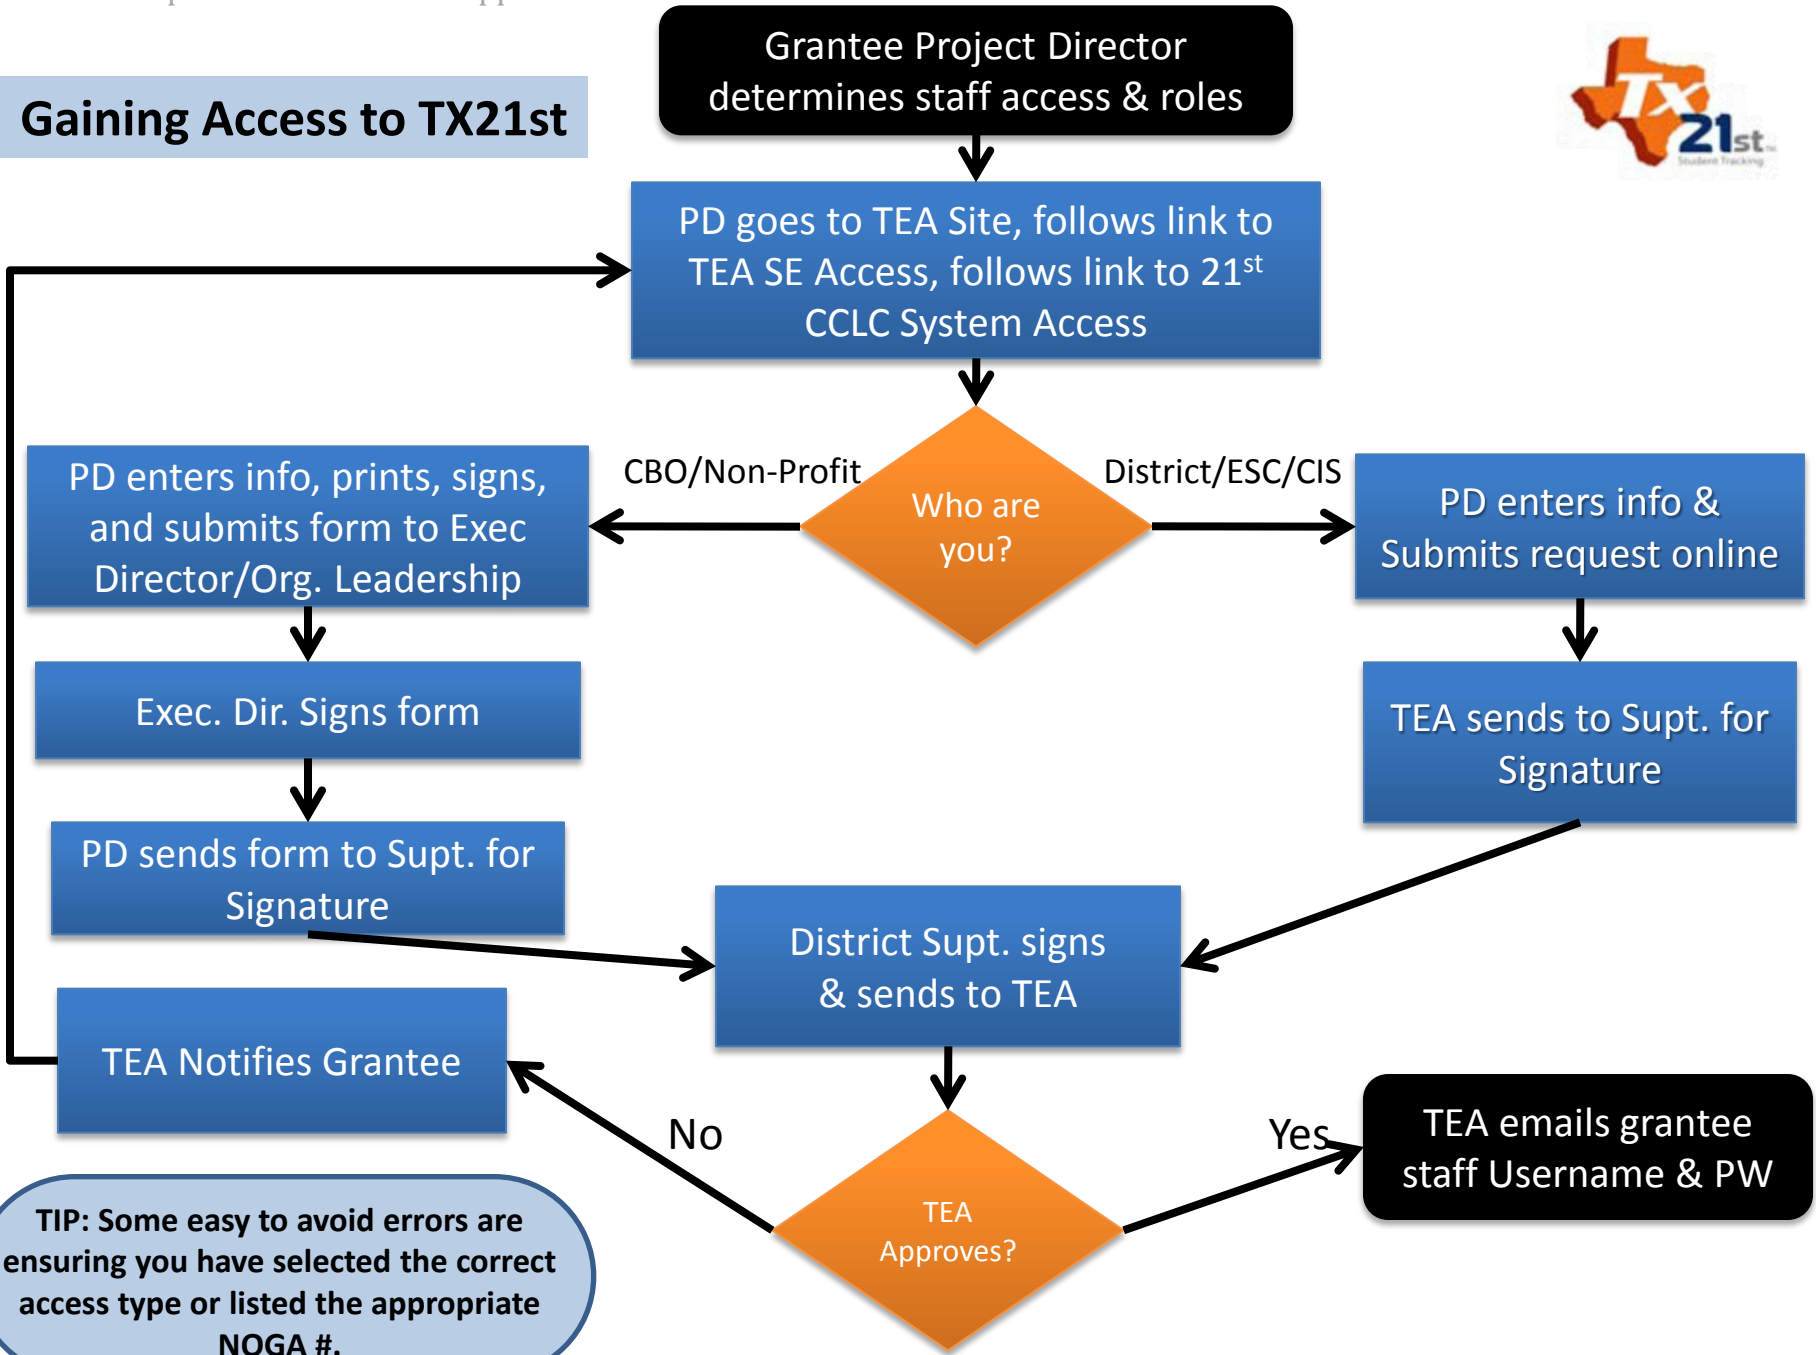 Grantee Project Director
determines staff access & roles
Gaining Access to TX21st
Tx
21st
Student Tracking
PD goes to TEA Site, follows link to
TEA SE Access, follows link to 21st
CCLC System Access
CBO/Non-Profit
District/ESC/CIS
PD enters info, prints, signs,
and submits form to Exec
Director/Org. Leadership
Who are
you?
PD enters info &
Submits request online
Exec. Dir. Signs form
TEA sends to Supt. for
Signature
PD sends form to Supt. for
Signature
District Supt. signs
& sends to TEA
TEA Notifies Grantee
No
Yes
TEA emails grantee
staff Username & PW
TEA
Approves?
TIP: Some easy to avoid errors are
ensuring you have selected the correct
access type or listed the appropriate
NOGA #.